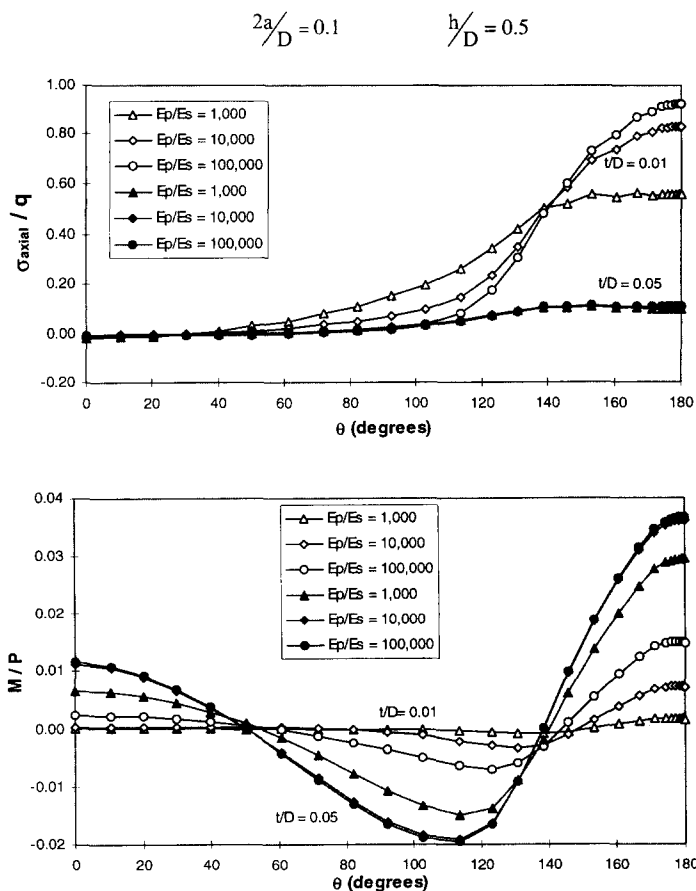 2a/D = 0.1 h/D = 0.5
1.00
0.80
0.60
0.40
0.20
0.00
-0.20
σaxial / q
Ep/Es = 1,000
Ep/Es = 10,000
Ep/Es = 100,000
Ep/Es = 1,000
Ep/Es = 10,000
Ep/Es = 100,000
t/D = 0.01
t/D = 0.05
0 20 40 60 80 100 120 140 160 180
θ (degrees)
0.04
0.03
0.02
0.01
0.00
-0.01
-0.02
M / P
Ep/Es = 1,000
Ep/Es = 10,000
Ep/Es = 100,000
Ep/Es = 1,000
Ep/Es = 10,000
Ep/Es = 100,000
t/D= 0.01
t/D = 0.05
0 20 40 60 80 100 120 140 160 180
θ (degrees)